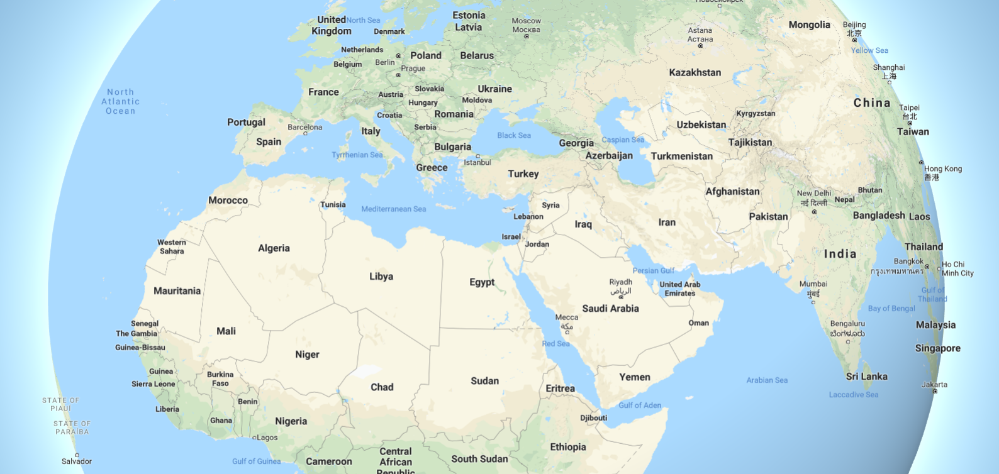 Новосибирск
United
Kingdom
North Sea
Denmark
Estonia
Latvia
Moscow
Москва
Astana
Астана
Mongolia
Beijing
北京
Yellow Sea
Netherlands
Belgium
Berlin
Poland
Prague
Belarus
Kazakhstan
Shanghai
上海
North
Atlantic
Ocean
France
Austria
Slovakia
Hungary
Ukraine
Moldova
Romania
Croatia
Serbia
China
Taipei
台北
Taiwan
Portugal
Spain
Barcelona
Italy
Tyrrhenian Sea
Bulgaria
Black Sea
Georgia
Azerbaijan
Caspian Sea
Uzbekistan
Kyrgyzstan
Tajikistan
Turkmenistan
Greece
Istanbul
Turkey
Hong Kong
香港
Morocco
Tunisia
Mediterranean Sea
Syria
Lebanon
Iraq
Iran
Afghanistan
Pakistan
New Delhi
नई दिल्ली
Nepal
Bhutan
Bangladesh
Laos
Western
Sahara
Algeria
Israel
Jordan
India
Thailand
Bangkok
กรุงเทพมหานคร
Ho Chi
Minh City
Mauritania
Libya
Egypt
Riyadh
الرياض
Persian Gulf
United Arab
Emirates
Saudi Arabia
Mumbai
मुंबई
Gulf of
Thailand
Bay of Bengal
Senegal
The Gambia
Guinea-Bissau
Mali
Mecca
مكة
Oman
Bengaluru
ಬೆಂಗಳೂರು
Malaysia
Singapore
Niger
Red Sea
Guinea
Sierra Leone
Burkina
Faso
Chad
Sudan
Eritrea
Yemen
Arabian Sea
Sri Lanka
Laccadive Sea
Jakarta
STATE OF
PIAUÍ
Liberia
Benin
Ghana
Nigeria
Gulf of Aden
Djibouti
STATE OF
PARAÍBA
Lagos
Ethiopia
Salvador
Gulf of Guinea
Cameroon
Central
African
Republic
South Sudan